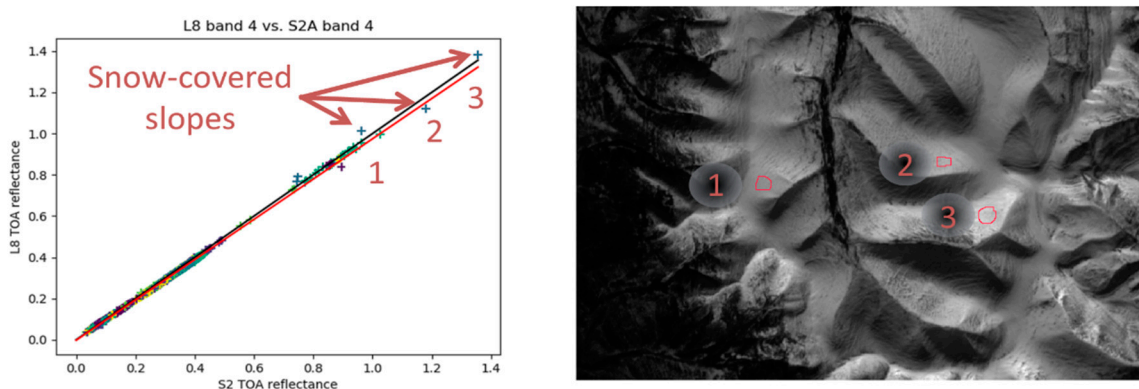 L8 band 4 vs. S2A band 4
1.4
1.2
1.0
0.8
0.6
0.4
0.2
0.0
L8 TOA reflectance
Snow-covered
slopes
3
2
1
0.0 0.2 0.4 0.6 0.8 1.0 1.2 1.4
S2 TOA reflectance
1
2
3